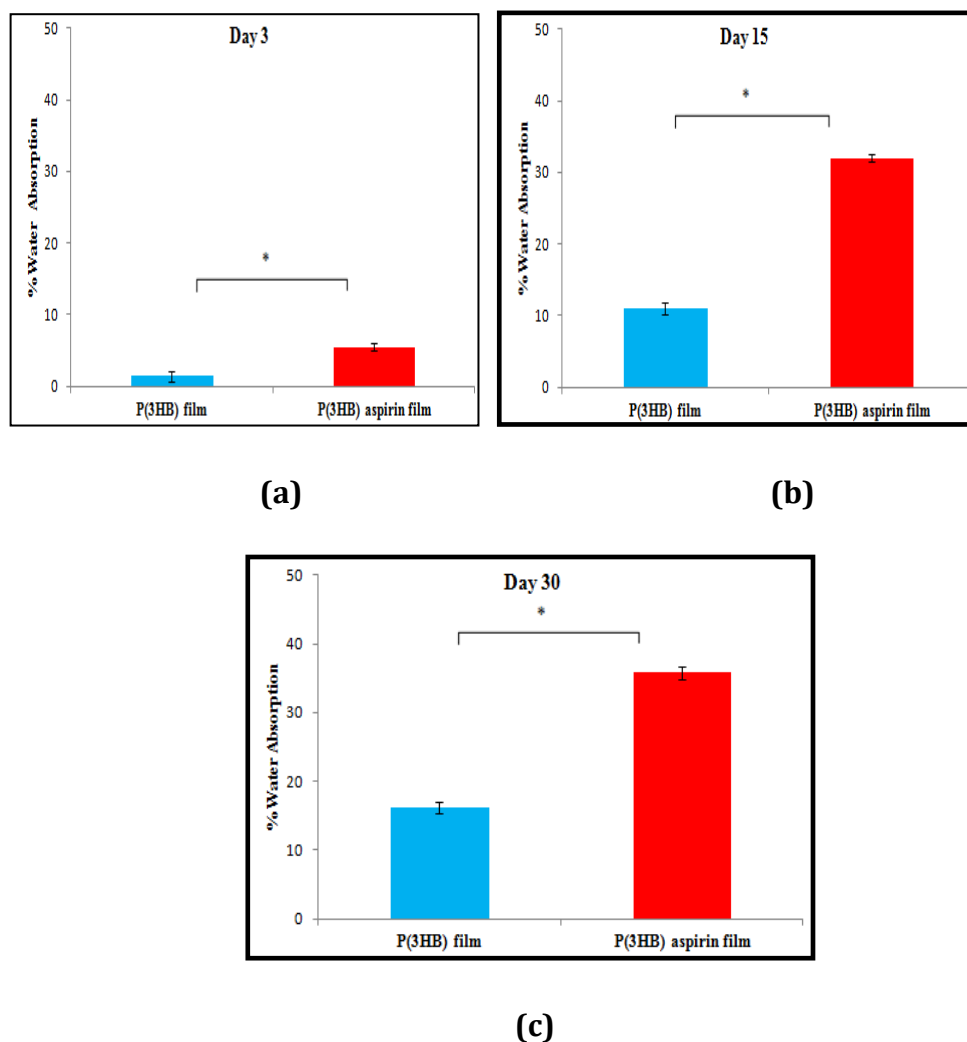 Day 3
50
40
30
20
10
0
%Water Absorption
*
P(3HB) film P(3HB) aspirin film
(a)
Day 15
50
40
30
20
10
0
%Water Absorption
*
P(3HB) film P(3HB) aspirin film
(b)
Day 30
50
40
30
20
10
0
%Water Absorption
*
P(3HB) film P(3HB) aspirin film
(c)